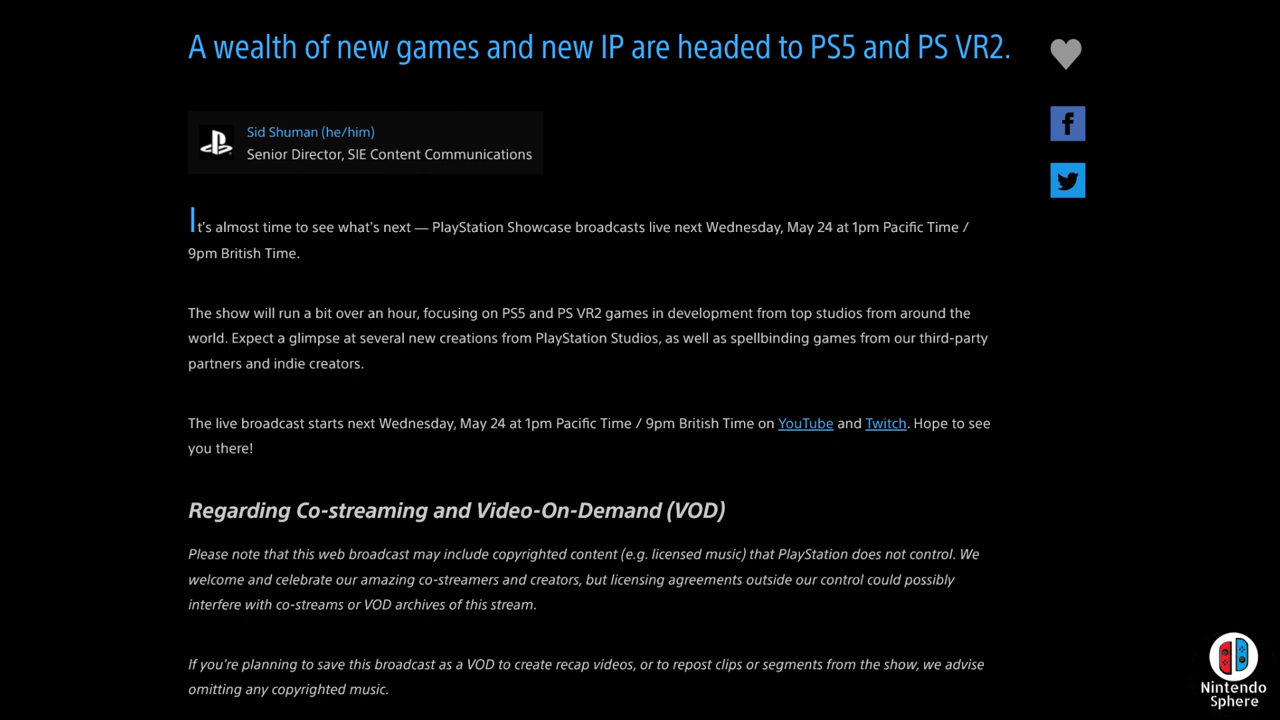 A wealth of new games and new IP are headed to PS5 and PS VR2.
Sid Shuman (he/him)
Senior Director, SIE Content Communications
It's almost time to see what's next — PlayStation Showcase broadcasts live next Wednesday, May 24 at 1pm Pacific Time /
9pm British Time.
The show will run a bit over an hour, focusing on PS5 and PS VR2 games in development from top studios from around the
world. Expect a glimpse at several new creations from PlayStation Studios, as well as spellbinding games from our third-party
partners and indie creators.
The live broadcast starts next Wednesday, May 24 at 1pm Pacific Time / 9pm British Time on YouTube and Twitch. Hope to see
you there!
Regarding Co-streaming and Video-On-Demand (VOD)
Please note that this web broadcast may include copyrighted content (e.g. licensed music) that PlayStation does not control. We
welcome and celebrate our amazing co-streamers and creators, but licensing agreements outside our control could possibly
interfere with co-streams or VOD archives of this stream.
If you're planning to save this broadcast as a VOD to create recap videos, or to repost clips or segments from the show, we advise
omitting any copyrighted music.
Nintendo
Sphere